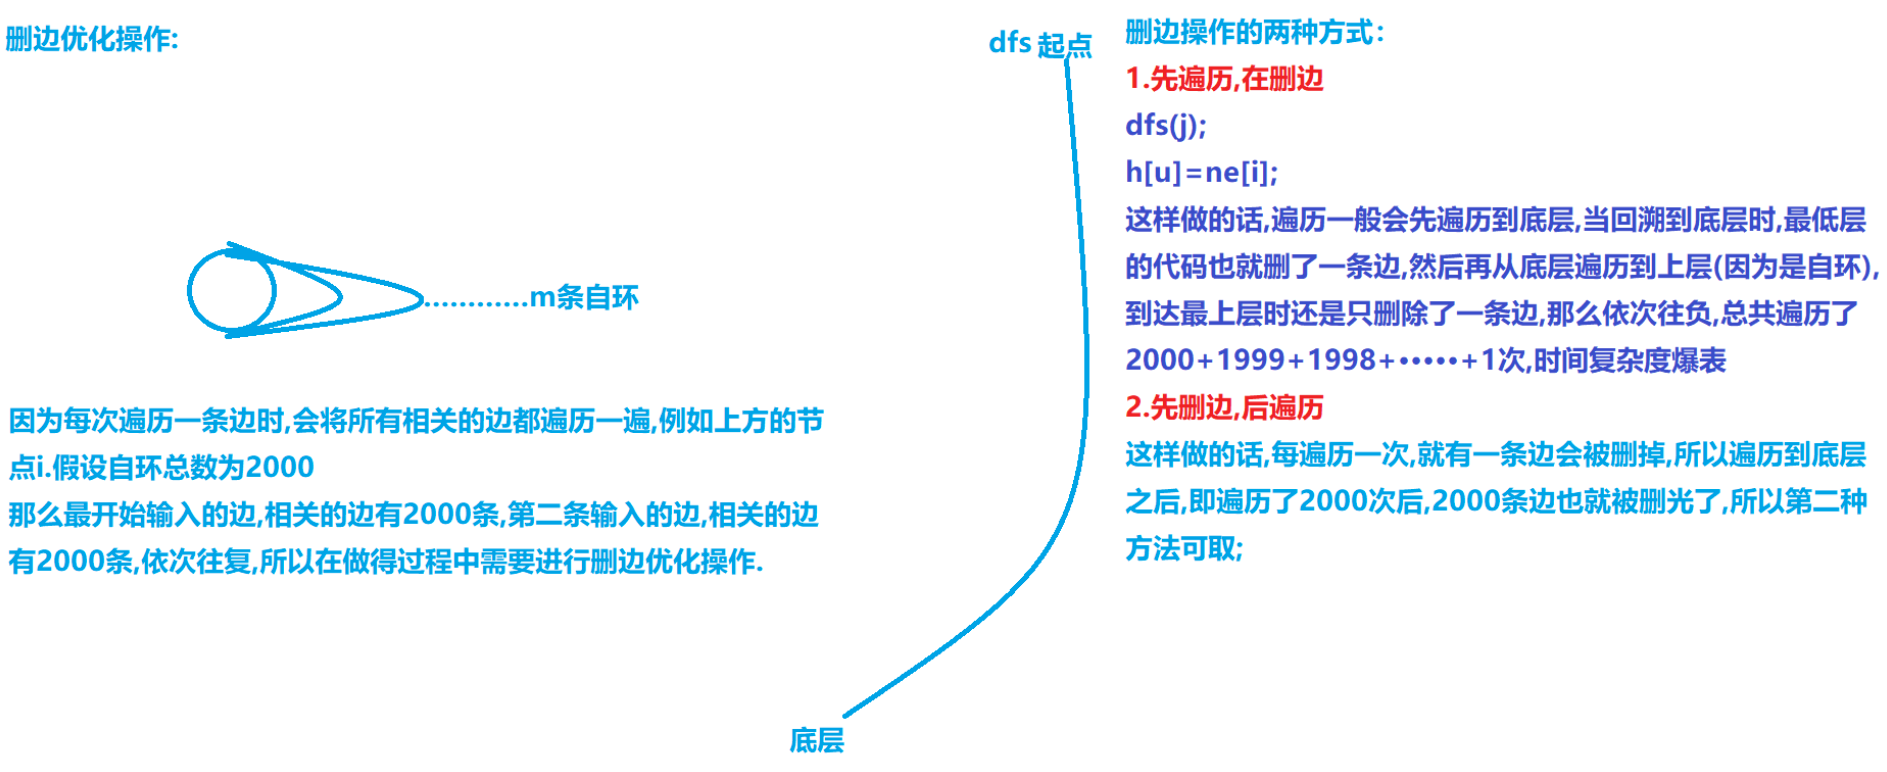 删边优化操作:
m条自环
因为每次遍历一条边时,会将所有相关的边都遍历一遍,例如上方的节
点i.假设自环总数为2000
那么最开始输入的边,相关的边有2000条,第二条输入的边,相关的边
有2000条,依次往复,所以在做得过程中需要进行删边优化操作.
dfs 起点
底层
删边操作的两种方式:
1.先遍历,在删边
dfs(j);
h[u]=ne[i];
这样做的话,遍历一般会先遍历到底层,当回溯到底层时,最低层
的代码也就删了一条边,然后再从底层遍历到上层(因为是自环),
到达最上层时还是只删除了一条边,那么依次往负,总共遍历了
2000+1999+1998+•••••+1次,时间复杂度爆表
2.先删边,后遍历
这样做的话,每遍历一次,就有一条边会被删掉,所以遍历到底层
之后,即遍历了2000次后,2000条边也就被删光了,所以第二种
方法可取;